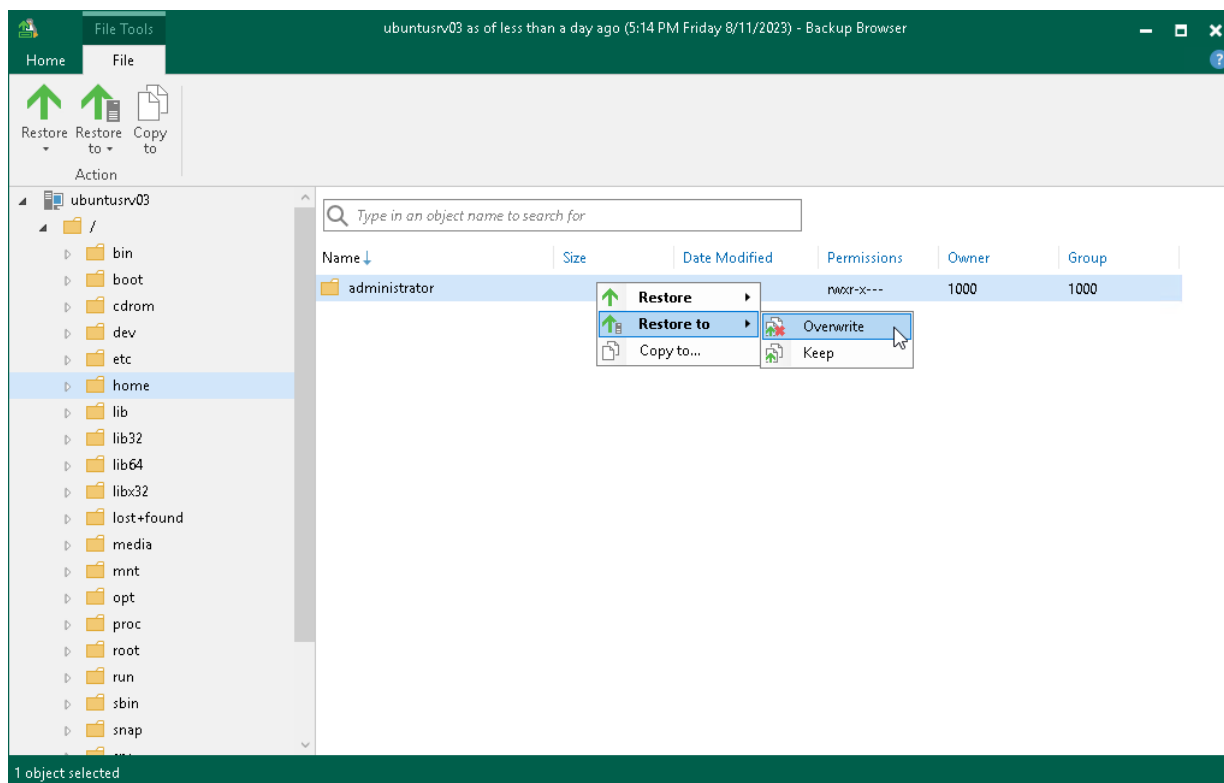 File Tools
ubuntusrv03 as of less than a day ago (5:14 PM Friday 8/11/2023) - Backup Browser
Home
File
?
Restore
Restore to
Copy to
Action
ubuntusrv03
/
bin
boot
cdrom
dev
etc
home
lib
lib32
lib64
libx32
lost+found
media
mnt
opt
proc
root
run
sbin
snap
Type in an object name to search for
Name Size Date Modified Permissions Owner Group
administrator rwxr-x--- 1000 1000
Restore
Restore to
Copy to...
Overwrite
Keep
1 object selected